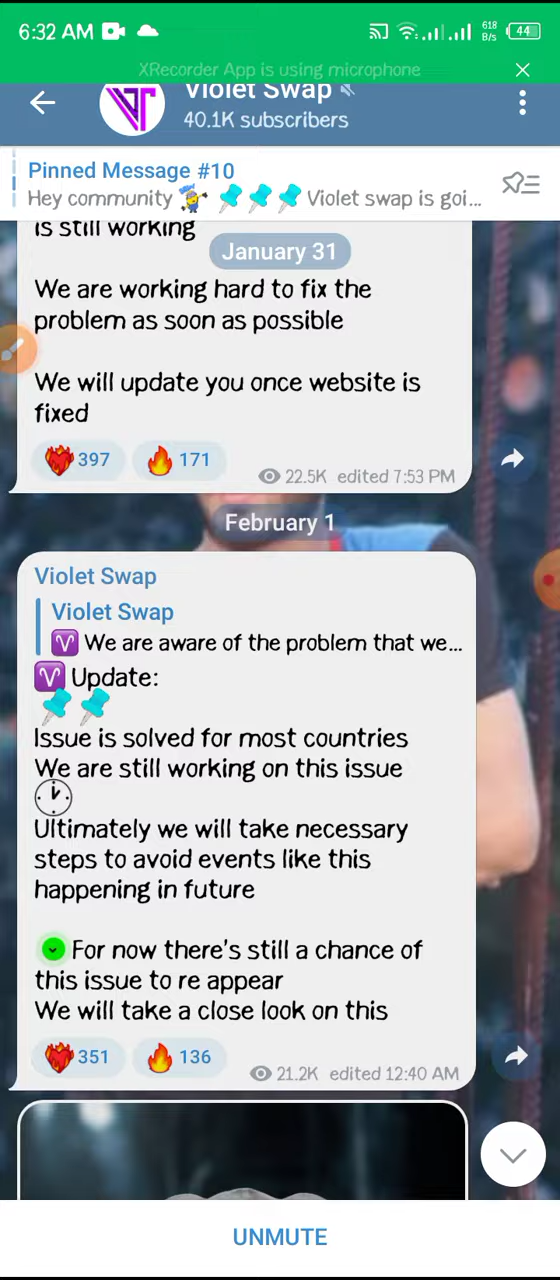 6:32 AM
618 B/s
44
XRecorder App is using microphone
Violet Swap
40.1K subscribers
Pinned Message #10
Hey community Violet swap is goi...
is still working
January 31
We are working hard to fix the
problem as soon as possible
We will update you once website is
fixed
397 171
22.5K edited 7:53 PM
February 1
Violet Swap
Violet Swap
We are aware of the problem that we...
Update:
Issue is solved for most countries
We are still working on this issue
Ultimately we will take necessary
steps to avoid events like this
happening in future
For now there's still a chance of
this issue to re appear
We will take a close look on this
351 136
21.2K edited 12:40 AM
UNMUTE